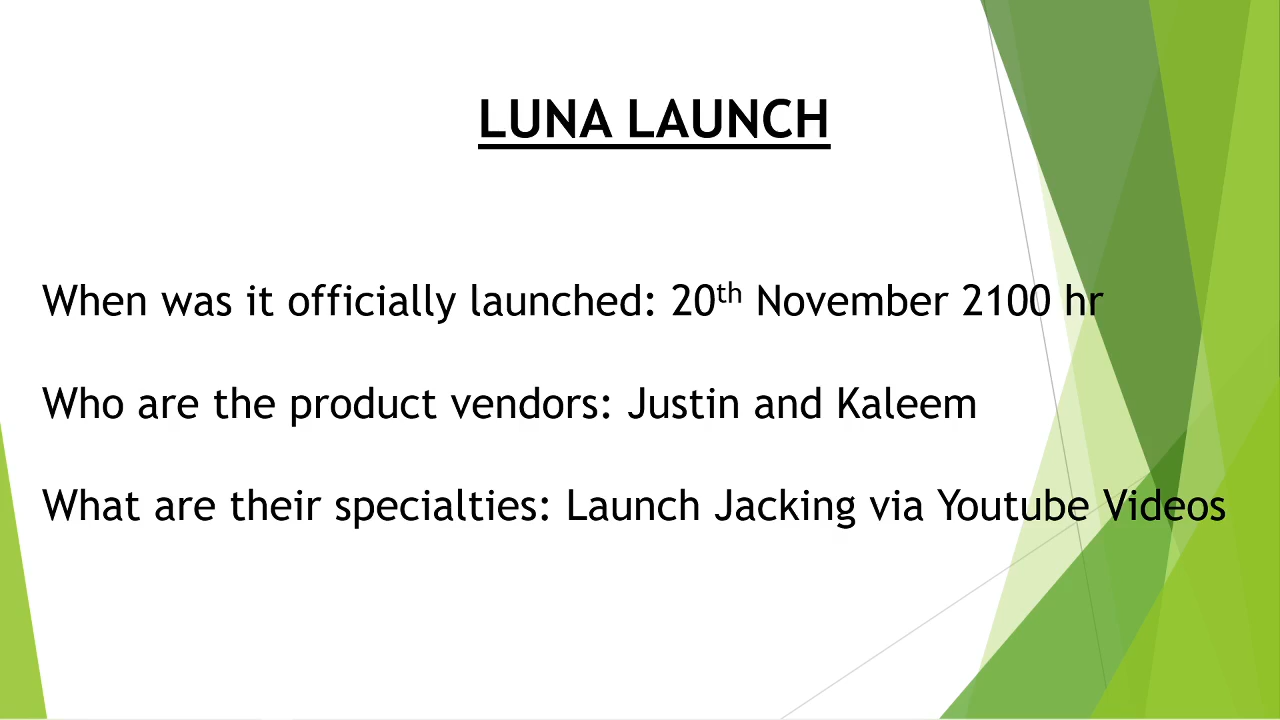 LUNA LAUNCH
When was it officially launched: 20th November 2100 hr
Who are the product vendors: Justin and Kaleem
What are their specialties: Launch Jacking via Youtube Videos